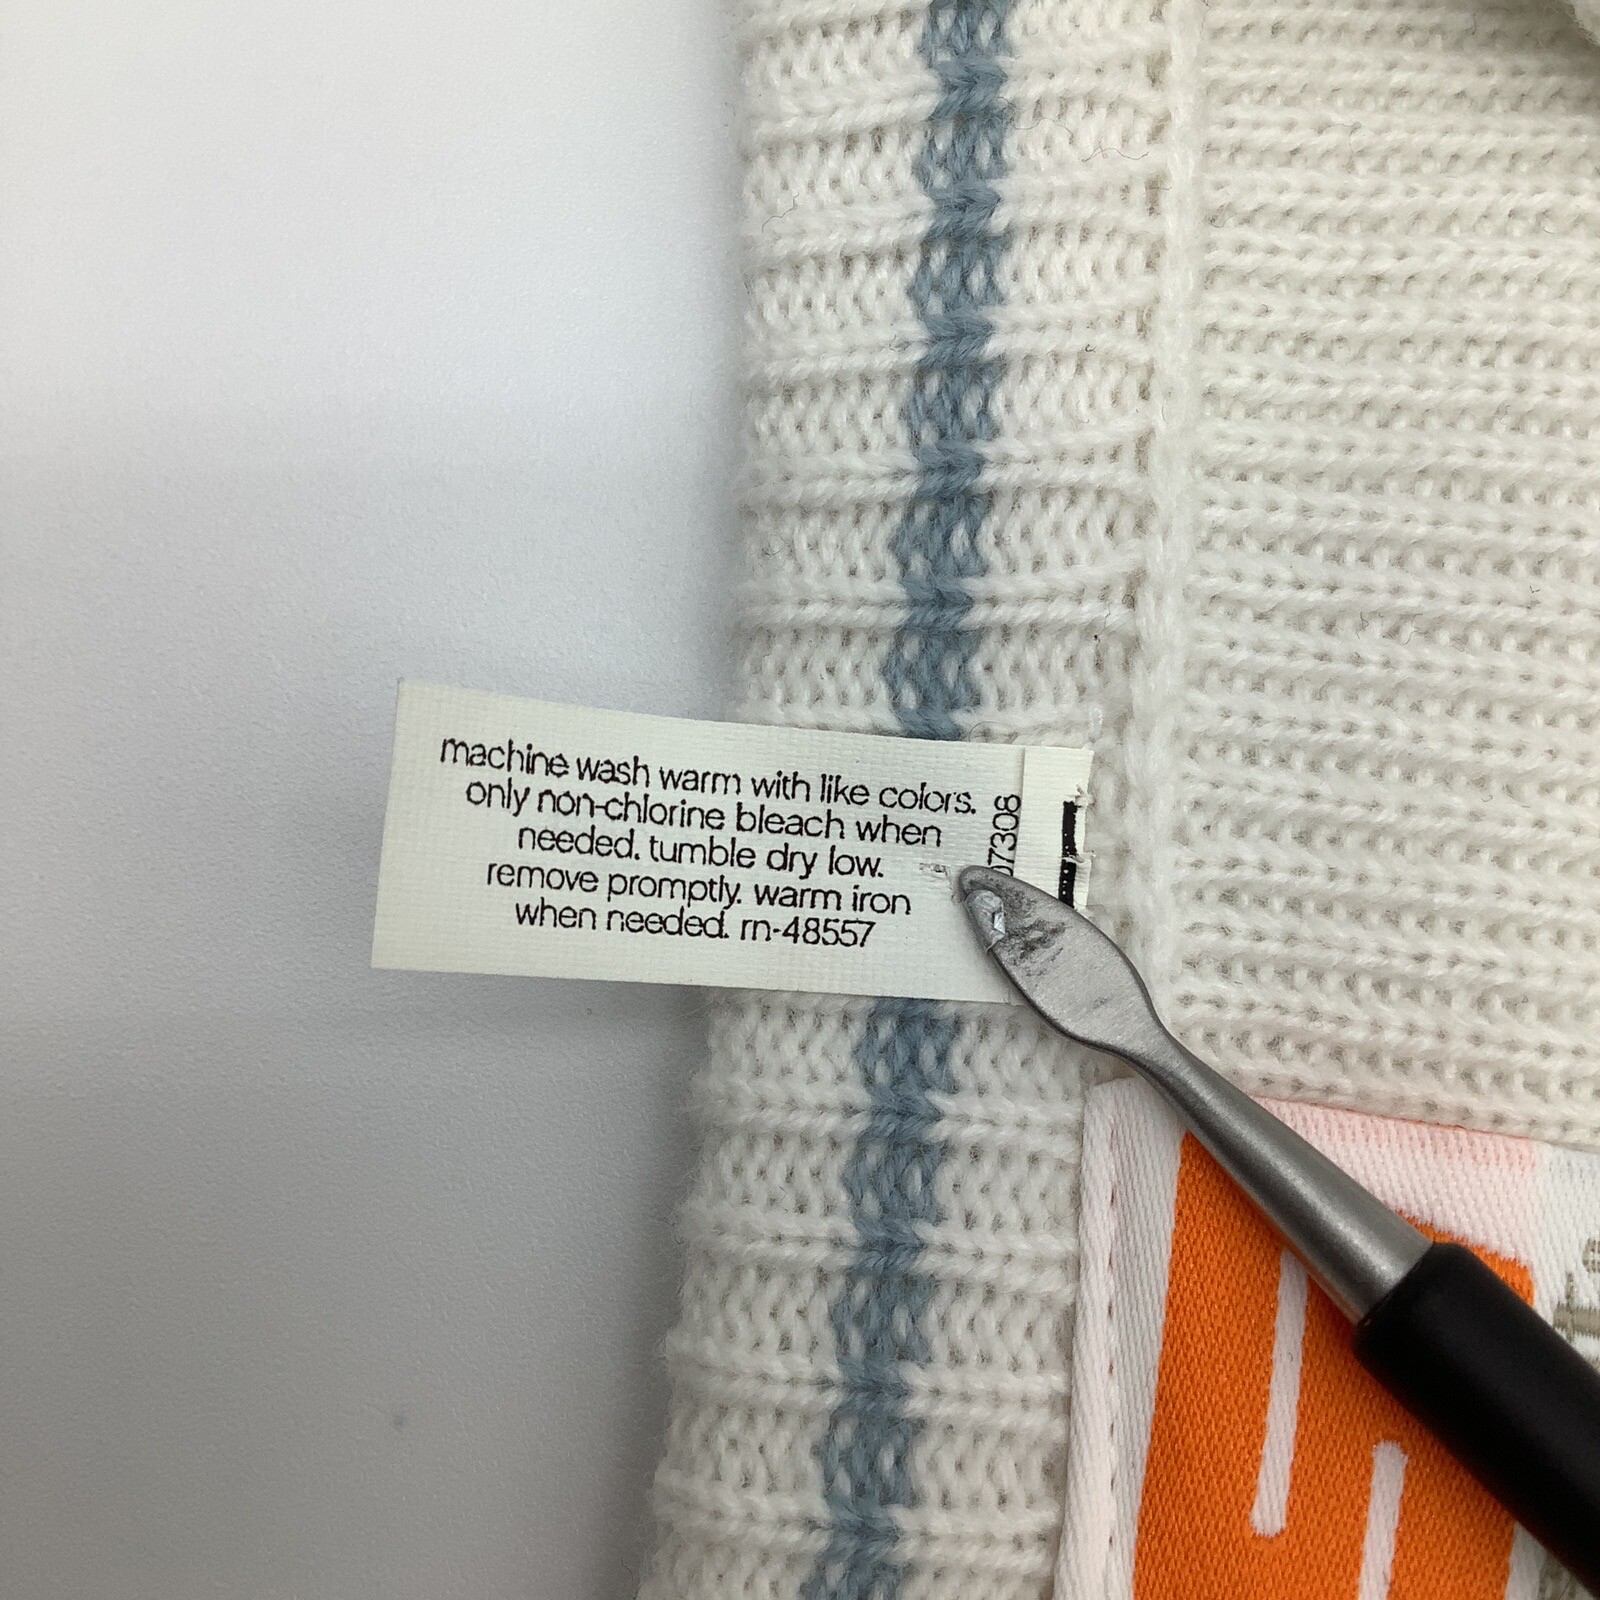 machine wash warm with like colors.
only non-chlorine bleach when
needed. tumble dry low.
remove promptly. warm iron
when needed. rn-48557